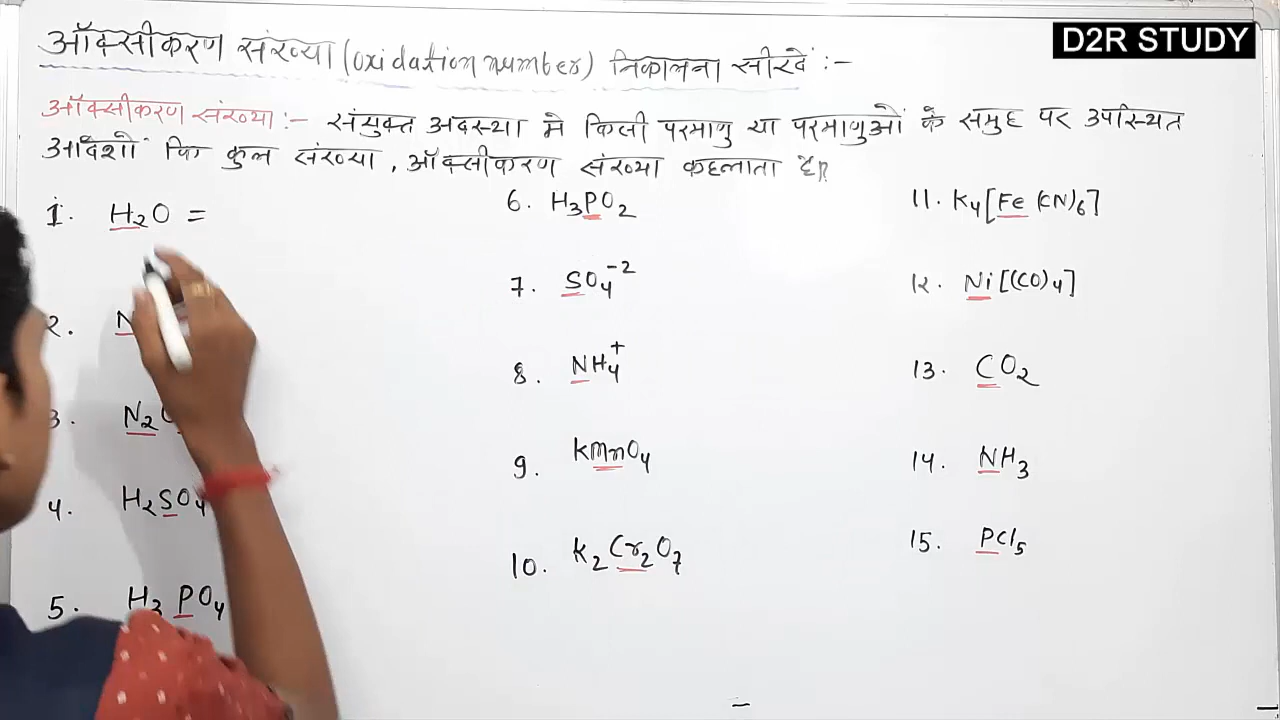 ऑक्सीकरण संख्या (oxidation number) निकालना सीखें :-
D2R STUDY
ऑक्सीकरण संख्या :- संयुक्त अवस्था मे किसी परमाणु या परमाणुओं के समुह पर उपस्थित
आवेशो कि कुल संख्या , ऑक्सीकरण संख्या कहलाता है।
1. H2O =
2. N
3. N2
4. H2SO4
5. H3PO4
6. H3PO2
7. SO4-2
8. NH4+
9. KMnO4
10. K2Cr2O7
11. K4[Fe(CN)6]
12. Ni[(CO)4]
13. CO2
14. NH3
15. PCl5